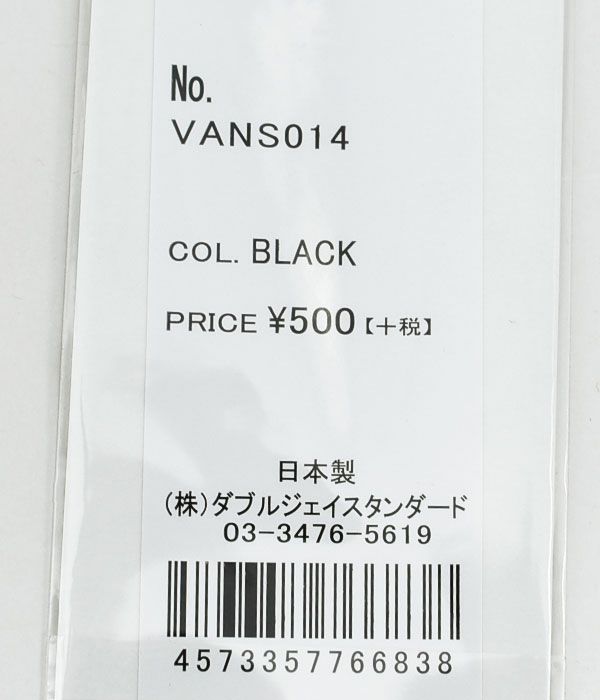 No.
VANS014
COL. BLACK
PRICE ¥500【＋税】
日本製
(株)ダブルジェイスタンダード
03-3476-5619
4573357766838